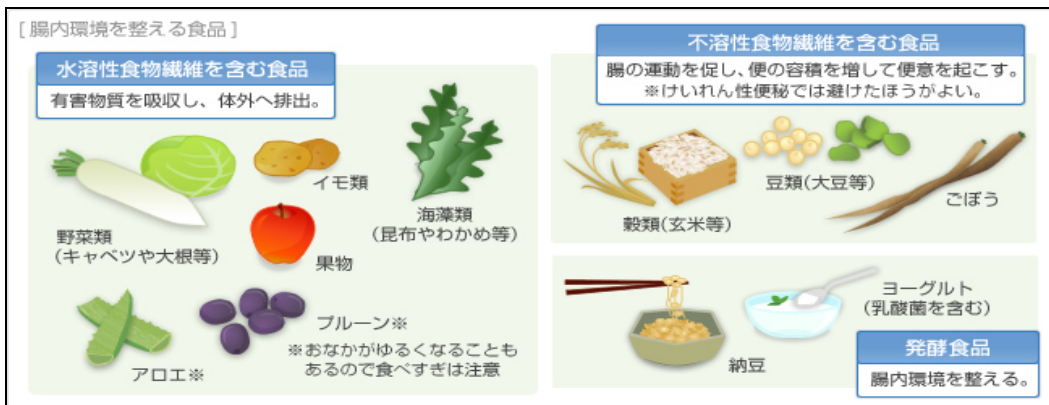 [腸内環境を整える食品]
水溶性食物繊維を含む食品
有害物質を吸収し、体外へ排出。
野菜類
(キャベツや大根等)
イモ類
果物
海藻類
(昆布やわかめ等)
アロエ※
プルーン※
※おなかがゆるくなることも
あるので食べすぎは注意
不溶性食物繊維を含む食品
腸の運動を促し、便の容積を増して便意を起こす。
※けいれん性便秘では避けたほうがよい。
穀類(玄米等)
豆類(大豆等)
ごぼう
納豆
ヨーグルト
(乳酸菌を含む)
発酵食品
腸内環境を整える。